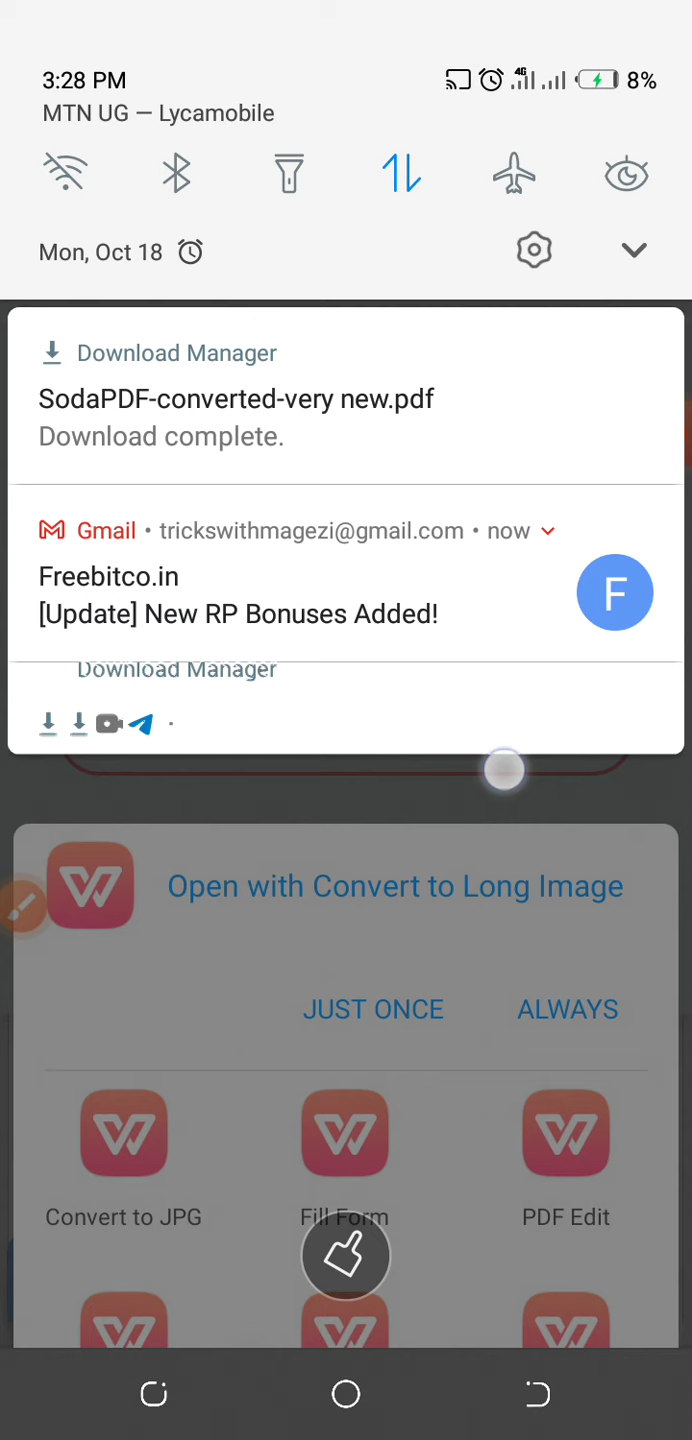 3:28 PM
4G
8%
MTN UG — Lycamobile
Mon, Oct 18
Download Manager
SodaPDF-converted-very new.pdf
Download complete.
Gmail • trickswithmagezi@gmail.com • now
Freebitco.in
[Update] New RP Bonuses Added!
F
Download Manager
Open with Convert to Long Image
JUST ONCE
ALWAYS
Convert to JPG
Fill Form
PDF Edit